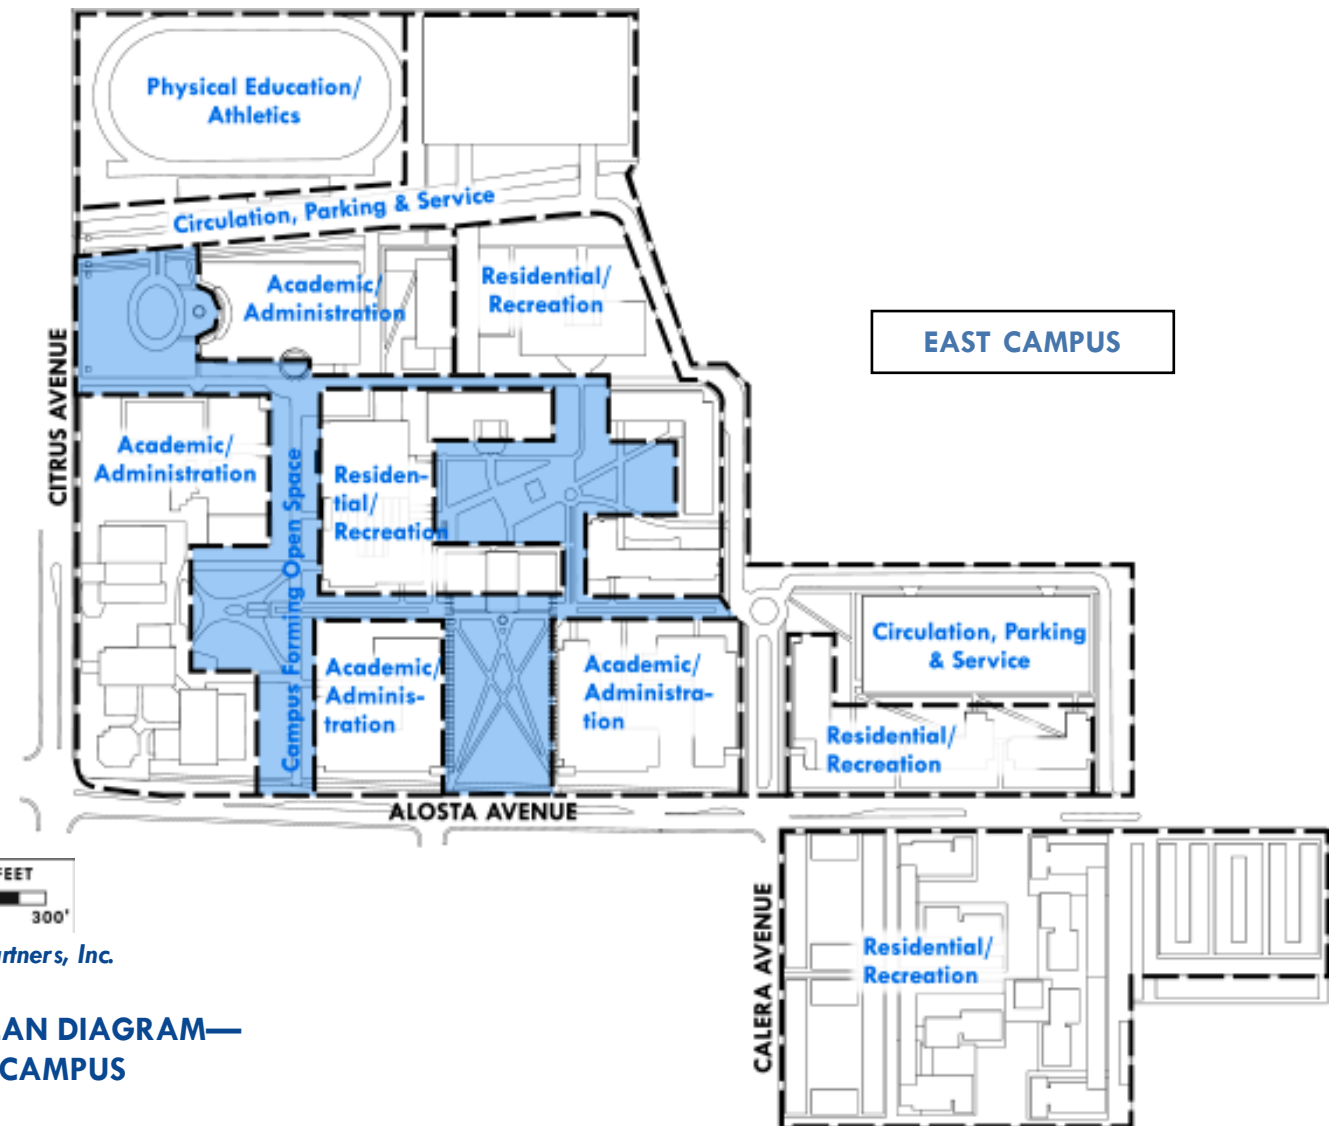 Physical Education/
Athletics
Circulation, Parking & Service
Academic/
Administration
Residential/
Recreation
EAST CAMPUS
CITRUS AVENUE
Academic/
Administration
Campus Forming Open Space
Residen-
tial/
Recreation
Academic/
Adminis-
tration
Academic/
Administra-
tion
Circulation, Parking
& Service
Residential/
Recreation
ALOSTA AVENUE
CALERA AVENUE
Residential/
Recreation
FEET
300'
artners, Inc.
LAN DIAGRAM—
CAMPUS